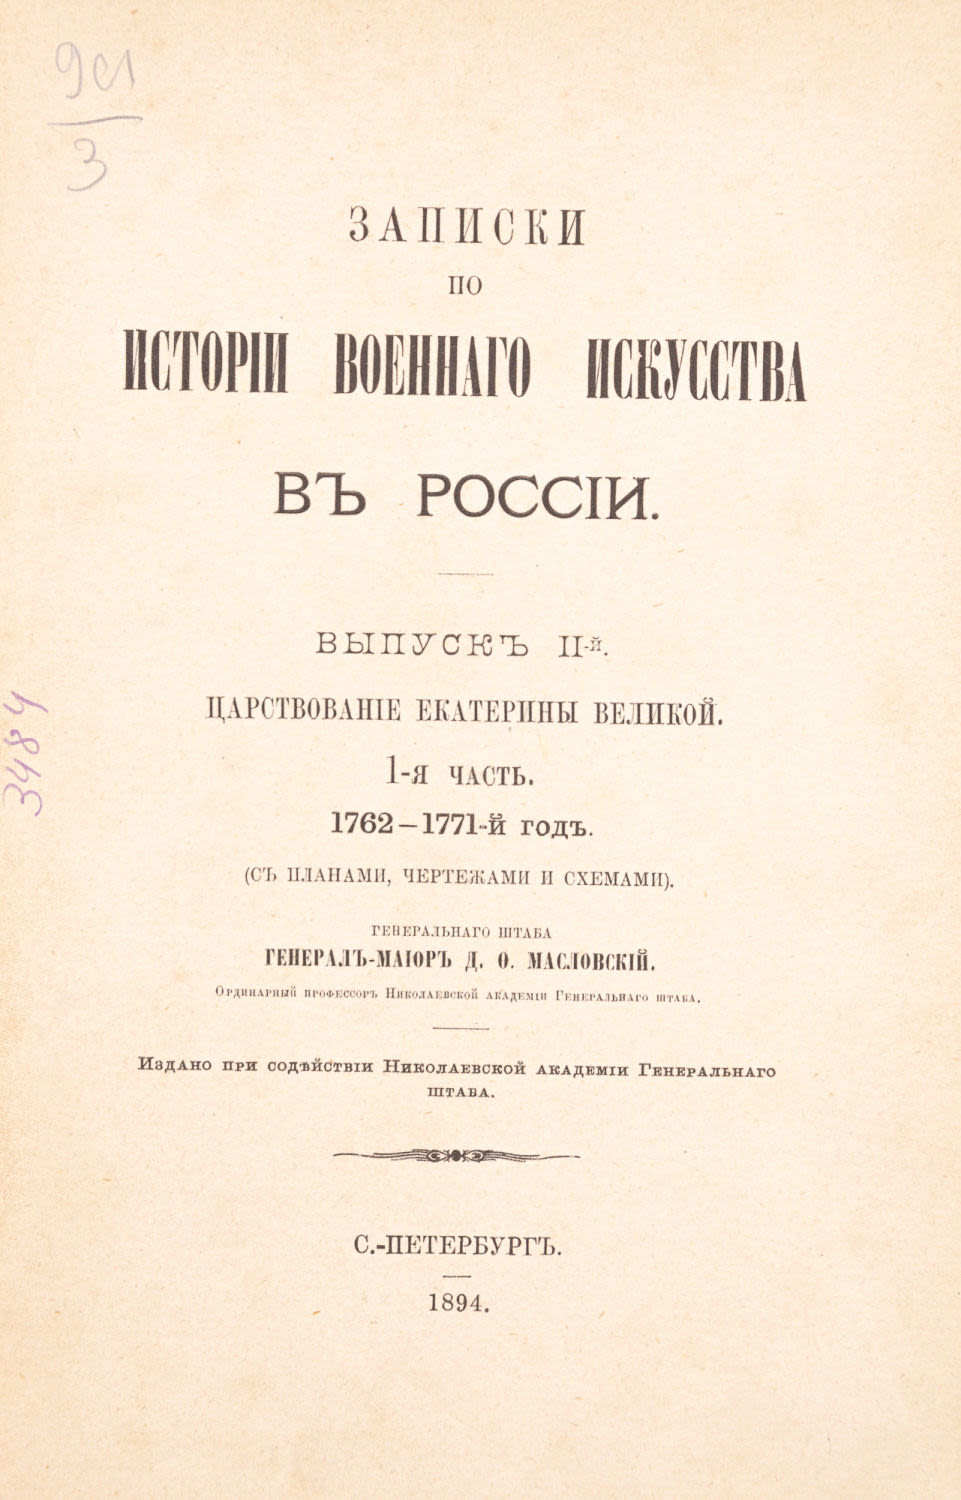 9с1
3
ЗАПИСКИ
ПО
ИСТОРІИ ВОЕННАГО ИСКУССТВА
ВЪ РОССІИ.
ВЫПУСКЪ II-й.
ЦАРСТВОВАНІЕ ЕКАТЕРИНЫ ВЕЛИКОЙ.
1-я ЧАСТЬ.
1762–1771-й годъ.
(СЪ ПЛАНАМИ, ЧЕРТЕЖАМИ И СХЕМАМИ).
ГЕНЕРАЛЬНАГО ШТАБА
ГЕНЕРАЛЪ-МАІОРЪ Д. Ѳ. МАСЛОВСКІЙ.
Ординарный профессоръ Николаевской академіи Генеральнаго штаба.
Издано при содѣйствіи Николаевской академіи Генеральнаго
штаба.
С.-ПЕТЕРБУРГЪ.
1894.
3484